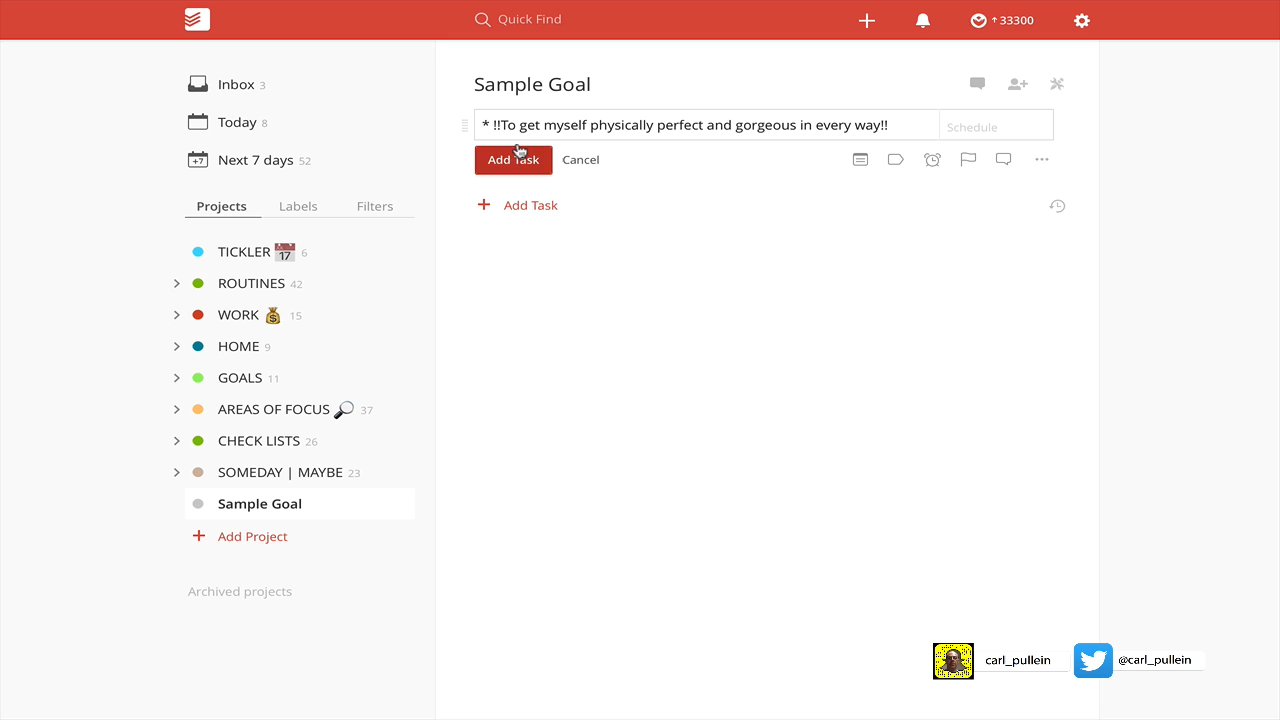 Quick Find
33300
Inbox 3
Today 8
+7 Next 7 days 52
Projects Labels Filters
TICKLER 17 6
ROUTINES 42
WORK 15
HOME 9
GOALS 11
AREAS OF FOCUS 37
CHECK LISTS 26
SOMEDAY | MAYBE 23
Sample Goal
+ Add Project
Archived projects
Sample Goal
* !!To get myself physically perfect and gorgeous in every way!! Schedule
Add Task Cancel
+ Add Task
carl_pullein @carl_pullein